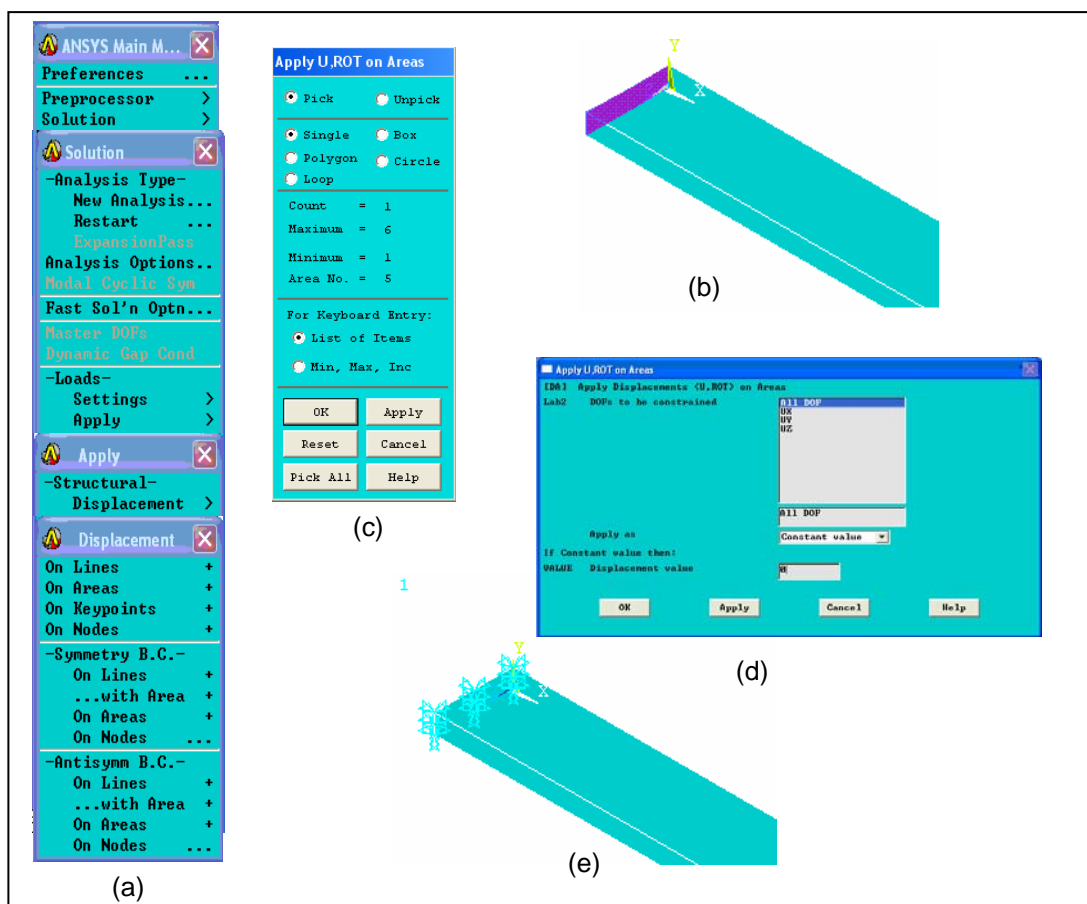 ANSYS Main M...
Preferences ...
Preprocessor >
Solution >
Solution
-Analysis Type-
New Analysis...
Restart ...
ExpansionPass
Analysis Options..
Modal Cyclic Sym
Fast Sol'n Optn...
Master DOFs
Dynamic Gap Cond
-Loads-
Settings >
Apply >
Apply
-Structural-
Displacement >
Displacement
On Lines +
On Areas +
On Keypoints +
On Nodes +
-Symmetry B.C.-
On Lines +
...with Area +
On Areas +
On Nodes ...
-Antisymm B.C.-
On Lines +
...with Area +
On Areas +
On Nodes ...
(a)
Apply U,ROT on Areas
Pick Unpick
Single Box
Polygon Circle
Loop
Count = 1
Maximum = 6
Minimum = 1
Area No. = 5
For Keyboard Entry:
List of Items
Min, Max, Inc
OK Apply
Reset Cancel
Pick All Help
(c)
Y
X
(b)
Apply U,ROT on Areas
[DA] Apply Displacements (U,ROT) on Areas
Lab2 DOFs to be constrained
All DOF
UX
UY
UZ
All DOF
Apply as Constant value
If Constant value then:
VALUE Displacement value 0
OK Apply Cancel Help
(d)
1
Y
X
(e)